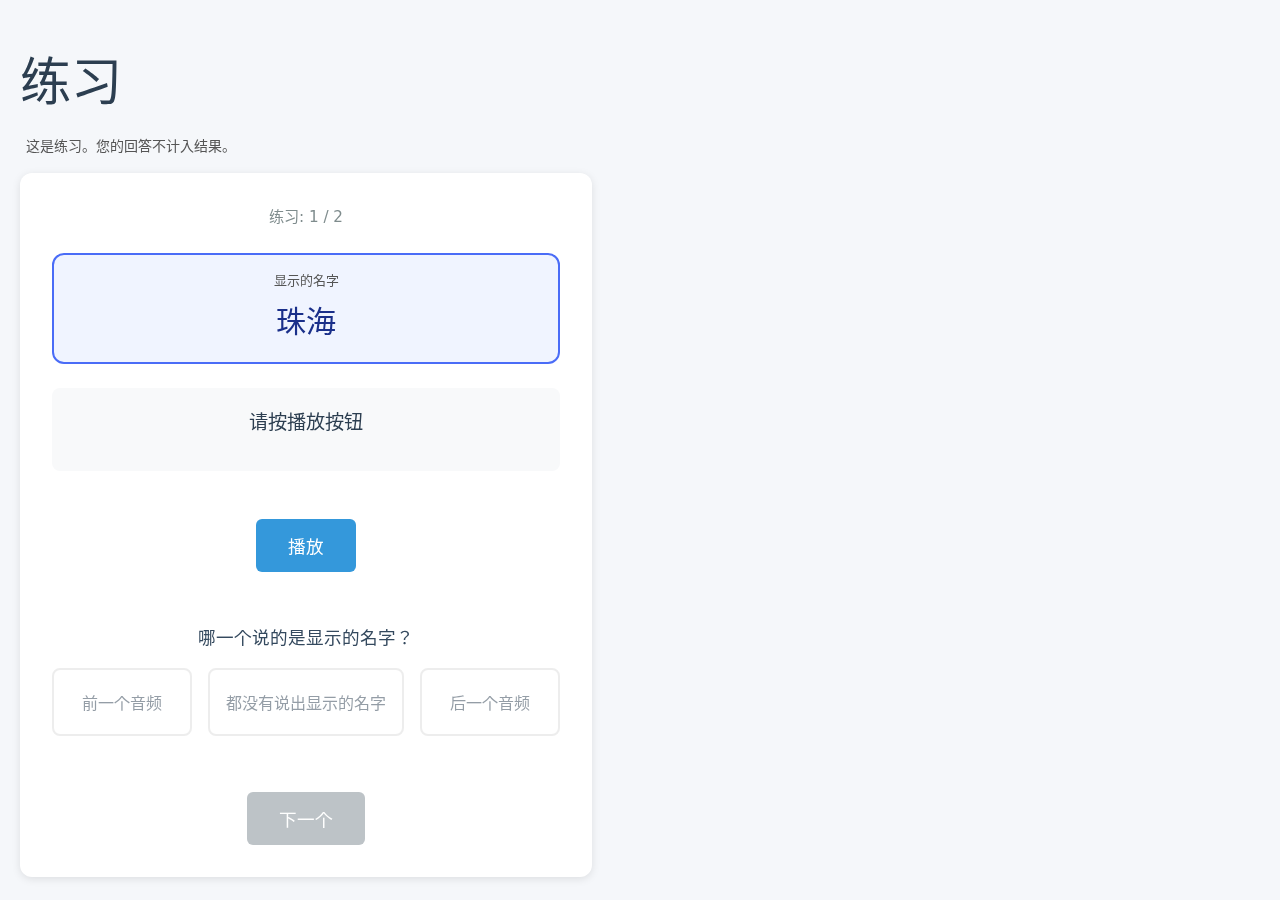 练习
这是练习。您的回答不计入结果。
练习: 1 / 2
显示的名字
珠海
请按播放按钮
播放
哪一个说的是显示的名字？
前一个音频
都没有说出显示的名字
后一个音频
下一个